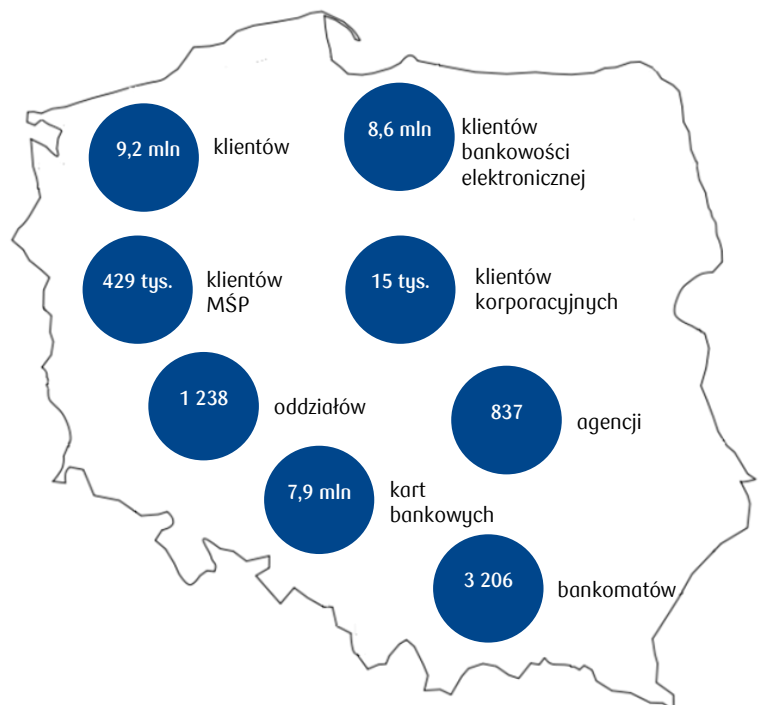 9,2 mln
klientów
8,6 mln
klientów
bankowości
elektronicznej
429 tys.
klientów
MŚP
15 tys.
klientów
korporacyjnych
1 238
oddziałów
837
agencji
7,9 mln
kart
bankowych
3 206
bankomatów